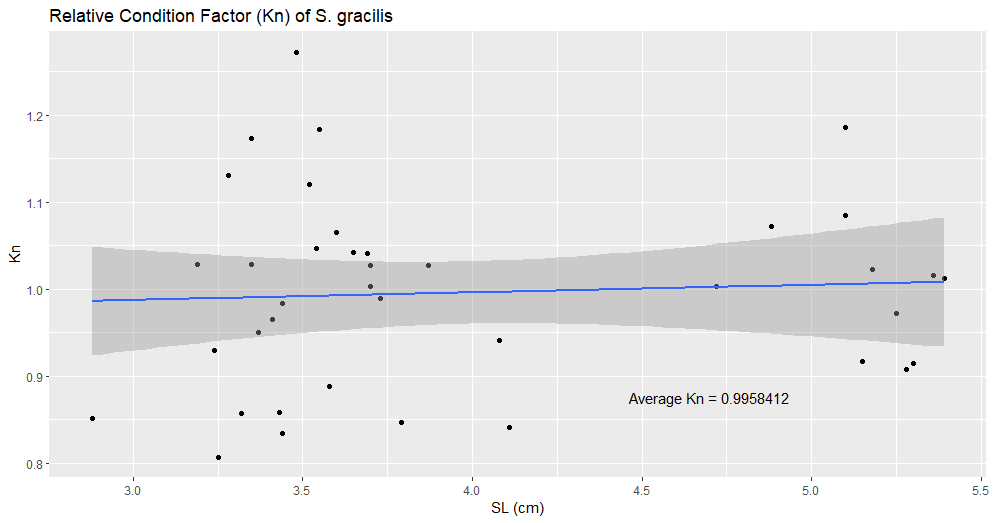 Relative Condition Factor (Kn) of S. gracilis
Kn
1.2
1.1
1.0
0.9
0.8
Average Kn = 0.9958412
3.0 3.5 4.0 4.5 5.0 5.5
SL (cm)